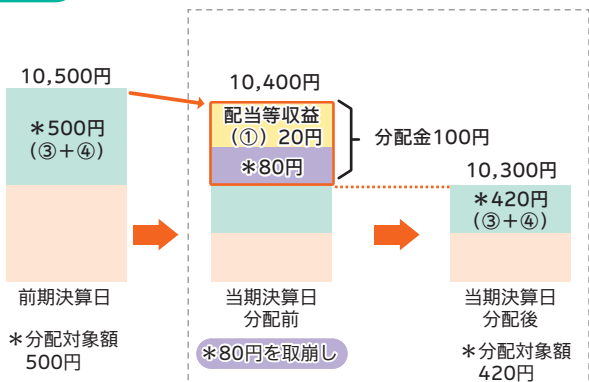 10,500円
＊500円
（③＋④）
前期決算日
＊分配対象額
500円
10,400円
配当等収益
（①）20円
＊80円
分配金100円
当期決算日
分配前
＊80円を取崩し
10,300円
＊420円
（③＋④）
当期決算日
分配後
＊分配対象額
420円